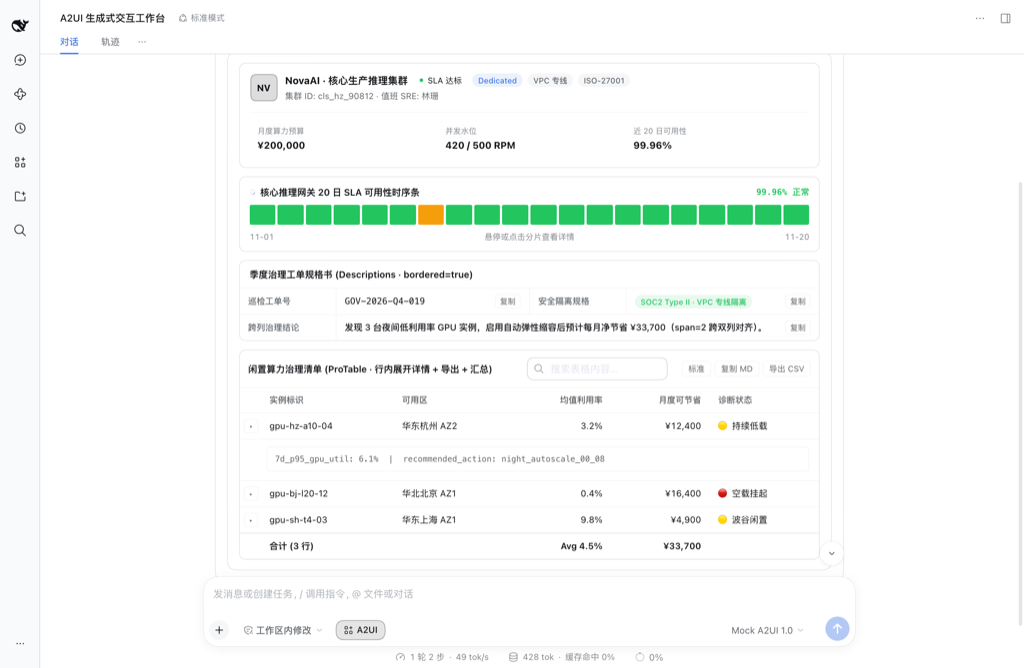 A2UI 生成式交互工作台 标准模式
对话 轨迹
NV
NovaAI · 核心生产推理集群 SLA 达标 Dedicated VPC 专线 ISO-27001
集群 ID: cls_hz_90812 · 值班 SRE: 林珊
月度算力预算 并发水位 近 20 日可用性
¥200,000 420 / 500 RPM 99.96%
核心推理网关 20 日 SLA 可用性时序条 99.96% 正常
11-01 悬停或点击分片查看详情 11-20
季度治理工单规格书 (Descriptions · bordered=true)
巡检工单号 GOV-2026-Q4-019 复制 安全隔离规格 SOC2 Type II · VPC 专线隔离 复制
跨列治理结论 发现 3 台夜间低利用率 GPU 实例，启用自动弹性缩容后预计每月净节省 ¥33,700（span=2 跨双列对齐）。 复制
闲置算力治理清单 (ProTable · 行内展开详情 + 导出 + 汇总) 搜索表格内容... 标准 复制 MD 导出 CSV
实例标识 可用区 均值利用率 月度可节省 诊断状态
gpu-hz-a10-04 华东杭州 AZ2 3.2% ¥12,400 持续低载
7d_p95_gpu_util: 6.1% | recommended_action: night_autoscale_00_08
gpu-bj-l20-12 华北北京 AZ1 0.4% ¥16,400 空载挂起
gpu-sh-t4-03 华东上海 AZ1 9.8% ¥4,900 波谷闲置
合计 (3 行) Avg 4.5% ¥33,700
发消息或创建任务, / 调用指令, @ 文件或对话
工作区内修改 A2UI Mock A2UI 1.0
1 轮 2 步 · 49 tok/s 428 tok · 缓存命中 0% 0%